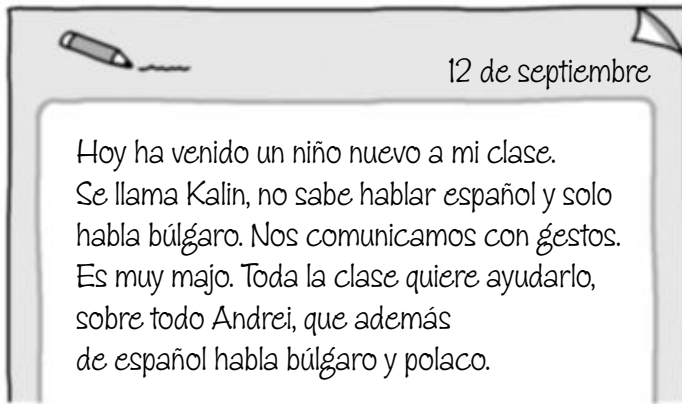 12 de septiembre
Hoy ha venido un niño nuevo a mi clase.
Se llama Kalin, no sabe hablar español y solo
habla búlgaro. Nos comunicamos con gestos.
Es muy majo. Toda la clase quiere ayudarlo,
sobre todo Andrei, que además
de español habla búlgaro y polaco.